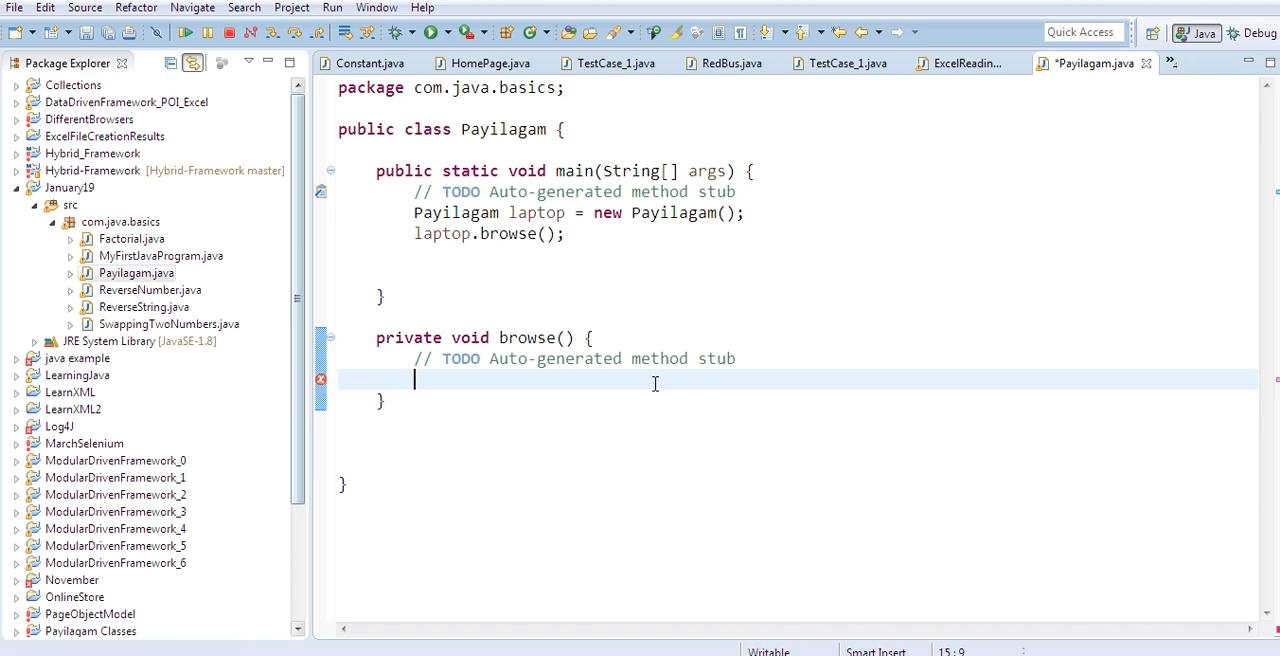 File Edit Source Refactor Navigate Search Project Run Window Help
Quick Access Java Debug
Package Explorer
Constant.java HomePage.java TestCase_1.java RedBus.java TestCase_1.java ExcelReadin... *Payilagam.java
Collections
DataDrivenFramework_POI_Excel
DifferentBrowsers
ExcelFileCreationResults
Hybrid_Framework
Hybrid-Framework [Hybrid-Framework master]
January19
src
com.java.basics
Factorial.java
MyFirstJavaProgram.java
Payilagam.java
ReverseNumber.java
ReverseString.java
SwappingTwoNumbers.java
JRE System Library [JavaSE-1.8]
java example
LearningJava
LearnXML
LearnXML2
Log4J
MarchSelenium
ModularDrivenFramework_0
ModularDrivenFramework_1
ModularDrivenFramework_2
ModularDrivenFramework_3
ModularDrivenFramework_4
ModularDrivenFramework_5
ModularDrivenFramework_6
November
OnlineStore
PageObjectModel
Payilagam Classes
package com.java.basics;
public class Payilagam {
public static void main(String[] args) {
// TODO Auto-generated method stub
Payilagam laptop = new Payilagam();
laptop.browse();
}
private void browse() {
// TODO Auto-generated method stub
}
}
Writable Smart Insert 15 : 9